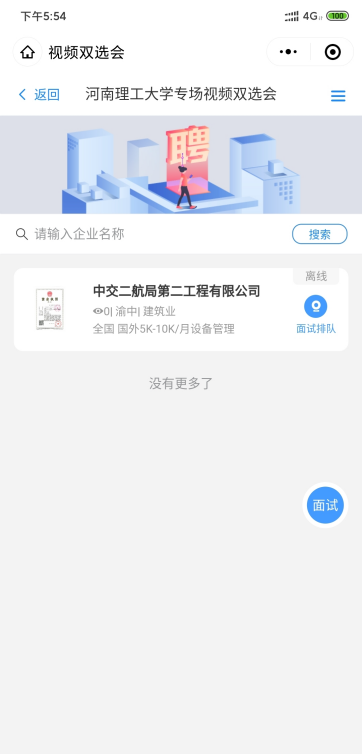 下午5:54
4G
100
视频双选会
返回
河南理工大学专场视频双选会
聘
请输入企业名称
搜索
离线
中交二航局第二工程有限公司
0| 渝中| 建筑业
全国 国外5K-10K/月设备管理
面试排队
没有更多了
面试